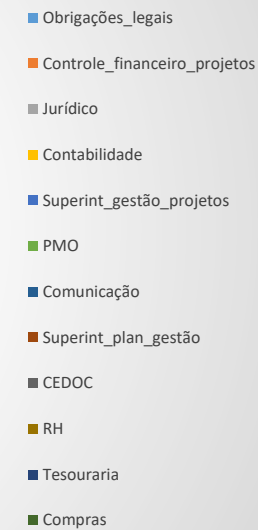 Obrigações_legais
Controle_financeiro_projetos
Jurídico
Contabilidade
Superint_gestão_projetos
PMO
Comunicação
Superint_plan_gestão
CEDOC
RH
Tesouraria
Compras